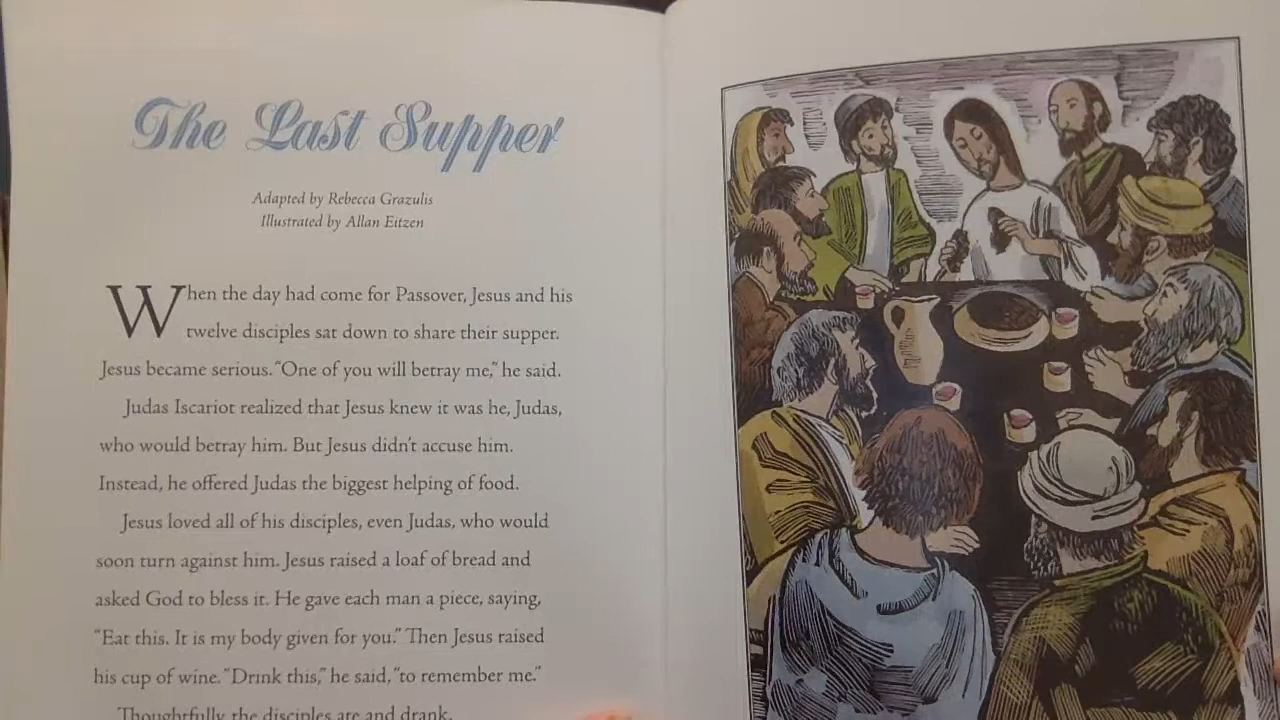 The Last Supper
Adapted by Rebecca Grazulis
Illustrated by Allan Eitzen
When the day had come for Passover, Jesus and his
twelve disciples sat down to share their supper.
Jesus became serious. “One of you will betray me,” he said.
Judas Iscariot realized that Jesus knew it was he, Judas,
who would betray him. But Jesus didn’t accuse him.
Instead, he offered Judas the biggest helping of food.
Jesus loved all of his disciples, even Judas, who would
soon turn against him. Jesus raised a loaf of bread and
asked God to bless it. He gave each man a piece, saying,
“Eat this. It is my body given for you.” Then Jesus raised
his cup of wine. “Drink this,” he said, “to remember me.”
Thoughtfully, the disciples ate and drank.